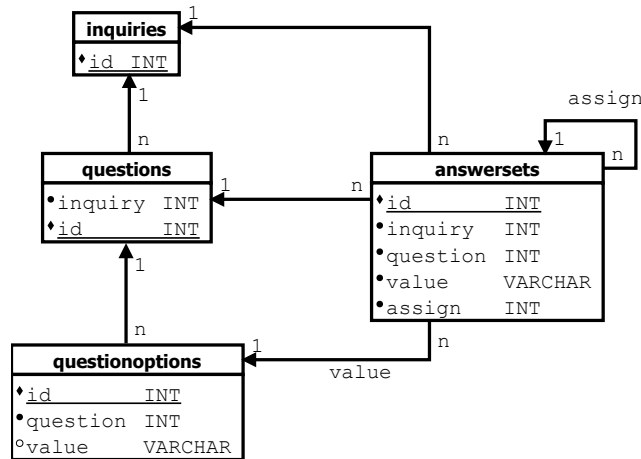 inquiries
id INT
1
1
n
n
assign
1
n
questions
inquiry INT
id INT
1
n
answersets
id INT
inquiry INT
question INT
value VARCHAR
assign INT
1
n
questionoptions
id INT
question INT
value VARCHAR
1
n
value